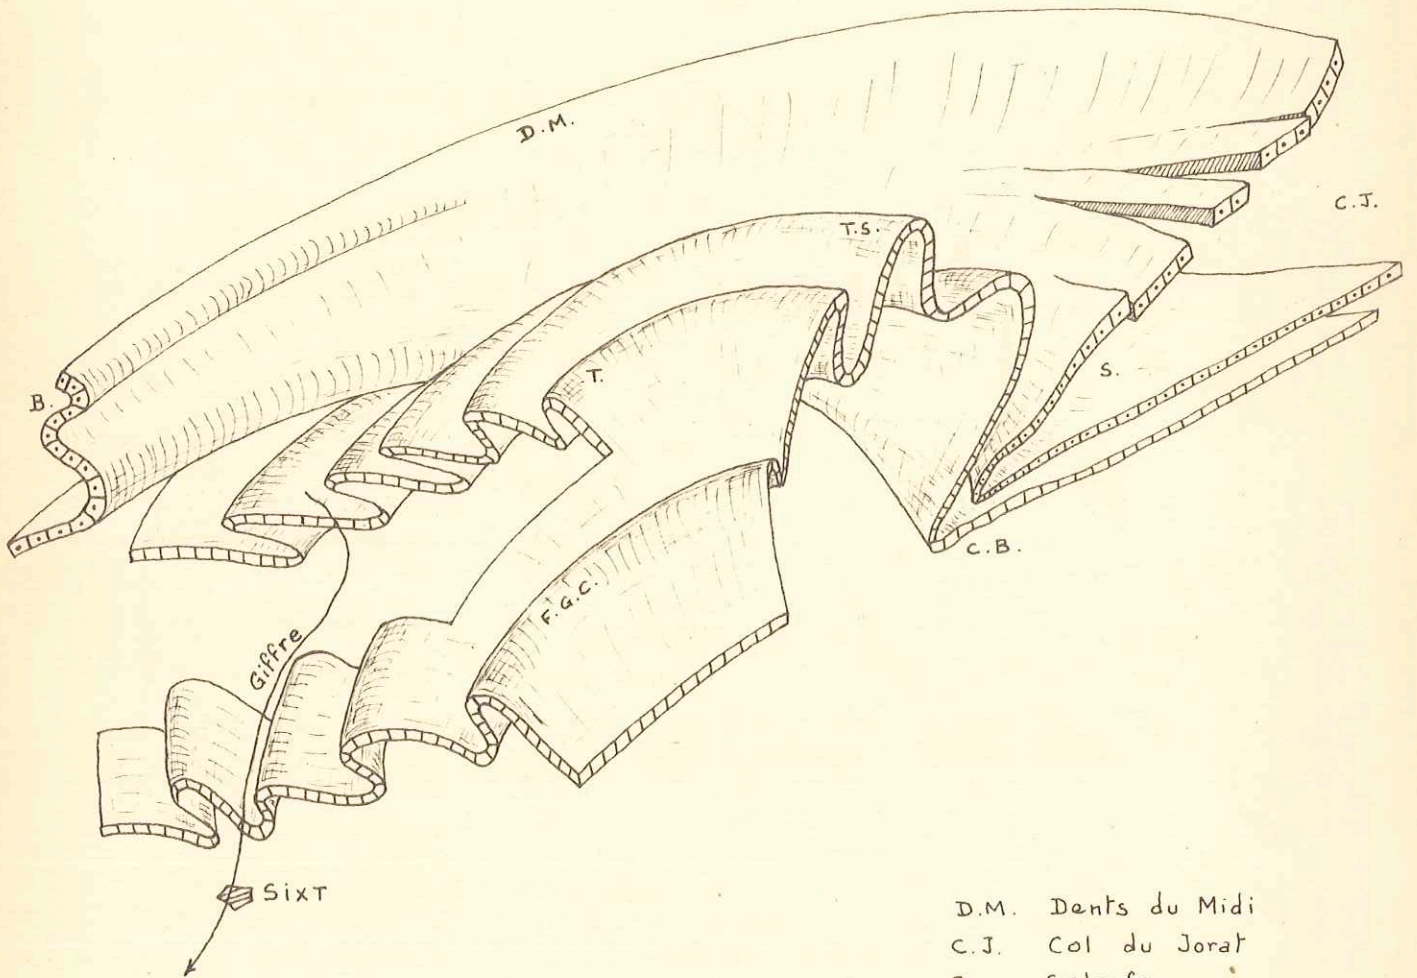 D.M.
C.J.
T.S.
B.
T.
S.
C.B.
F.G.C.
Giffre
SIXT
D.M. Dents du Midi
C.J. Col du Jorat